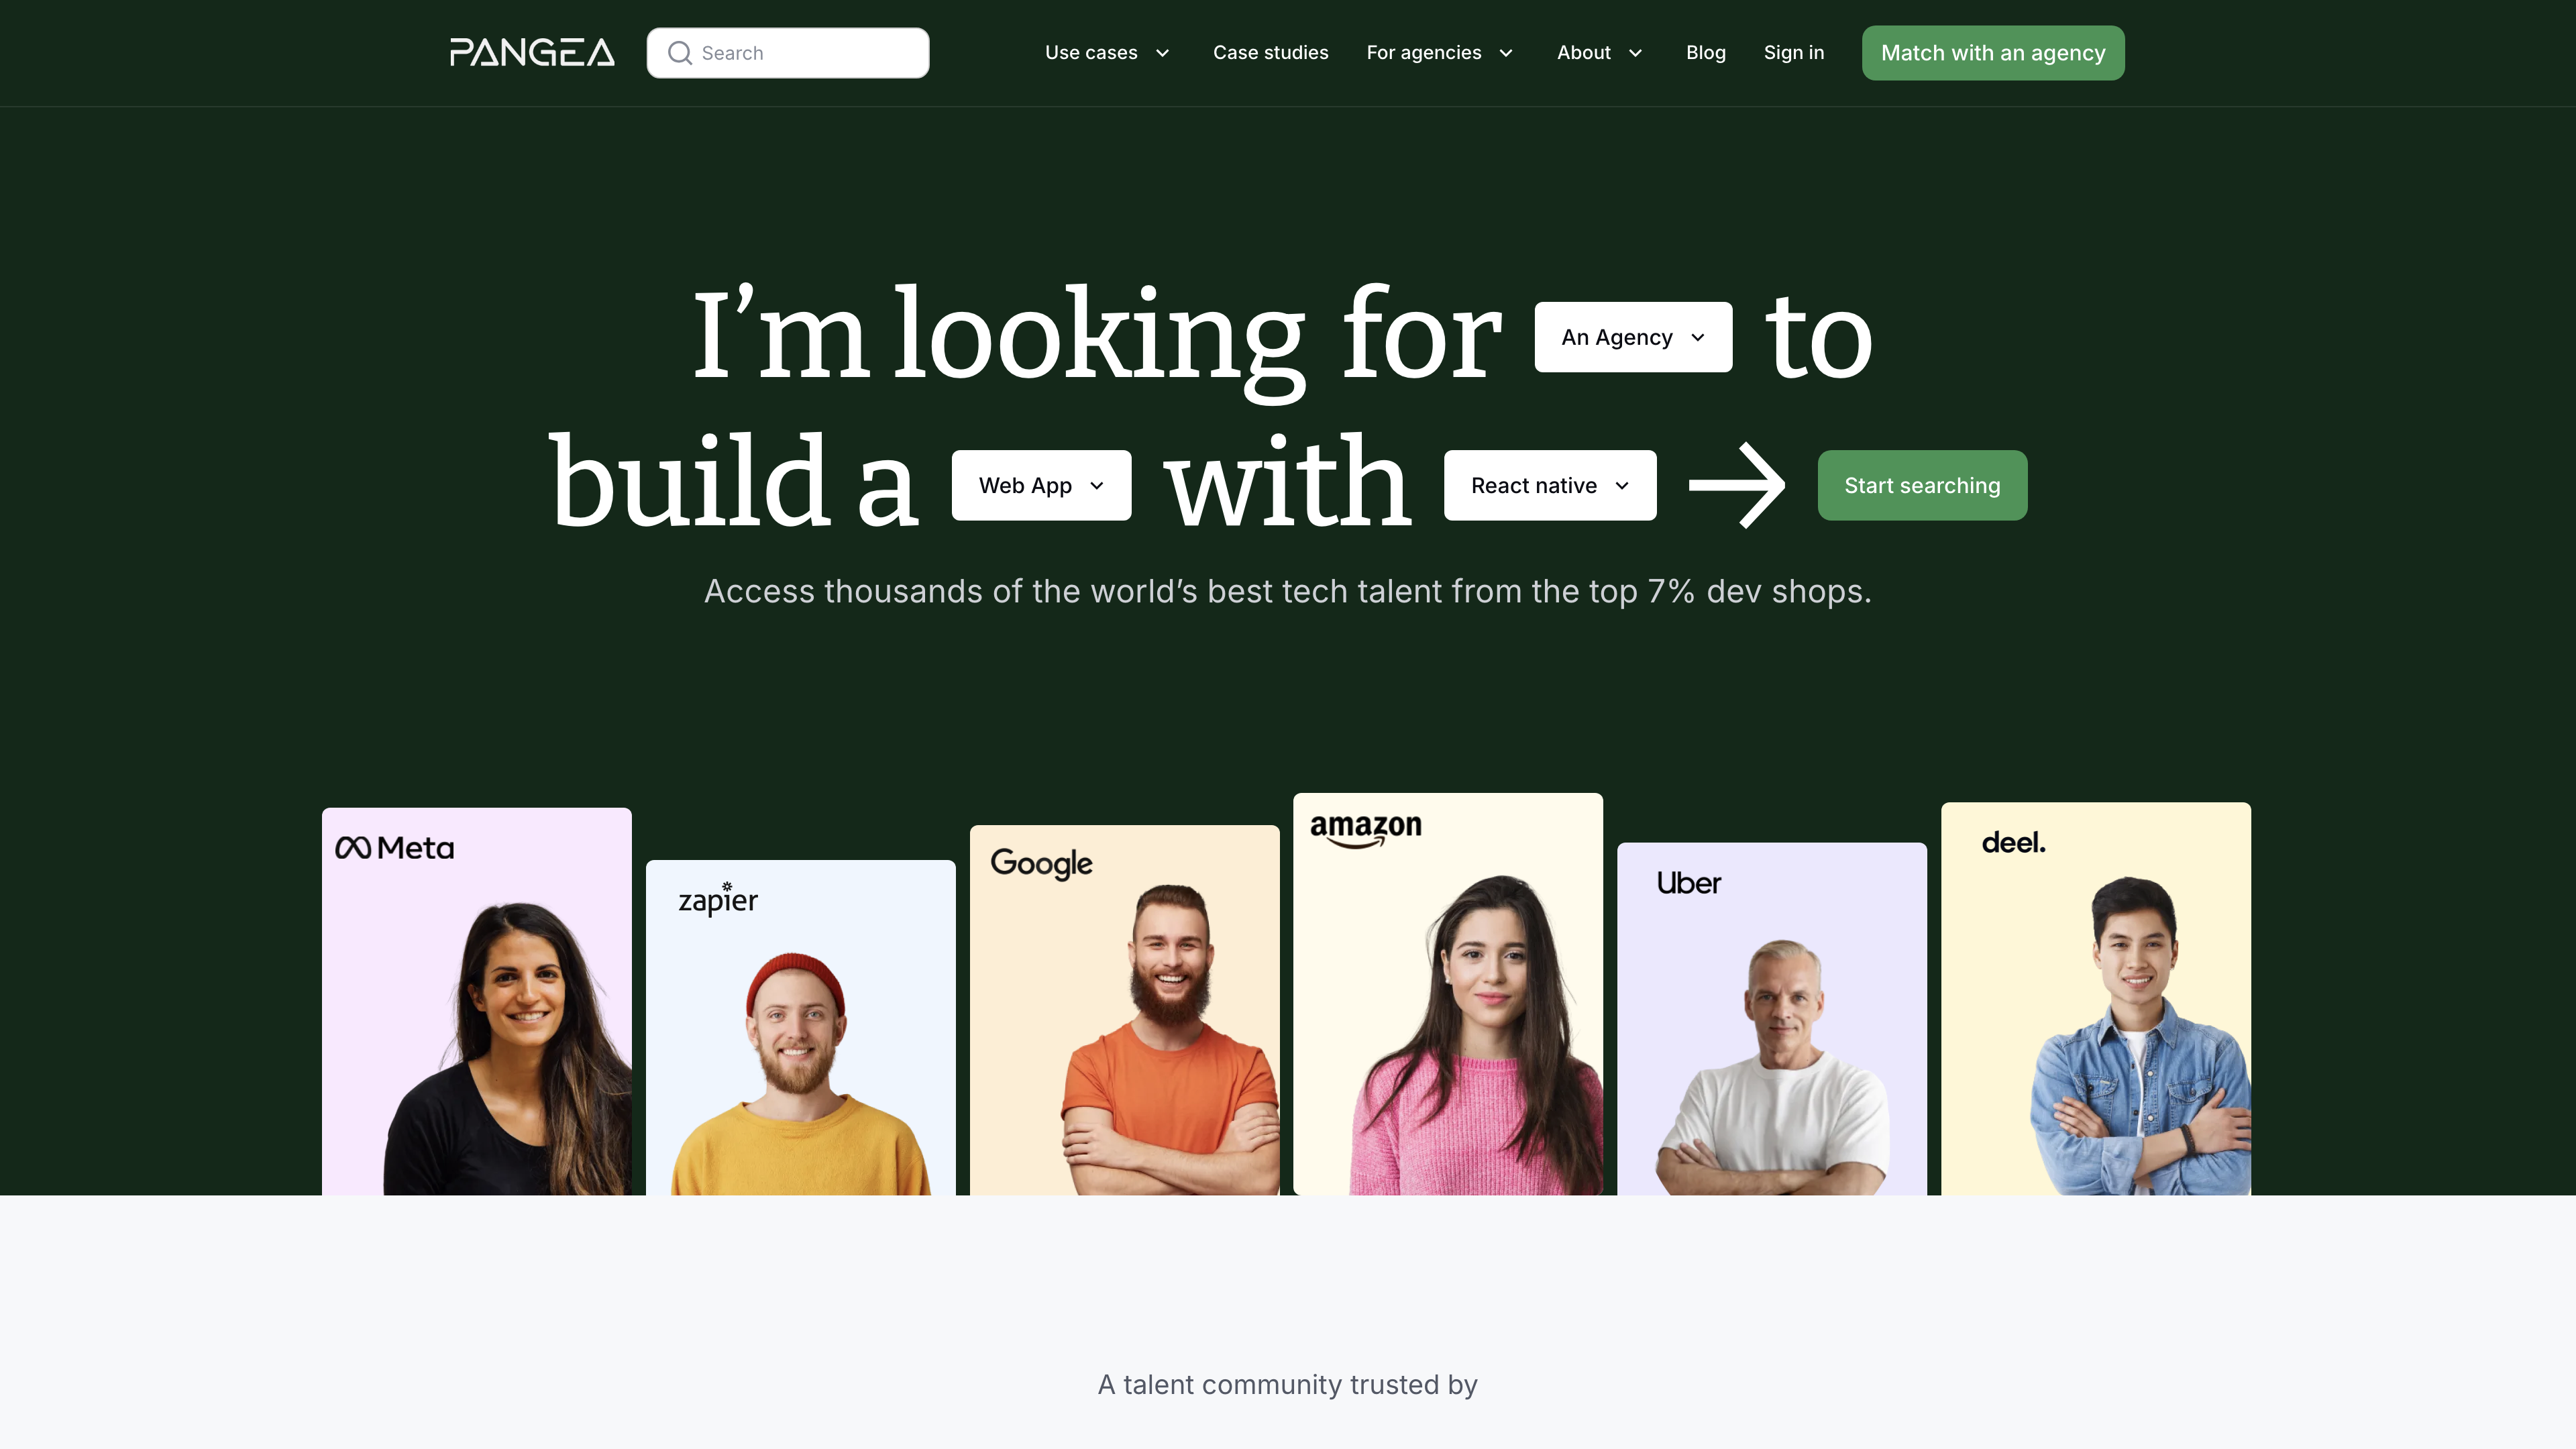 PANGEA
Search
Use cases
Case studies
For agencies
About
Blog
Sign in
Match with an agency
I’m looking for An Agency to
build a Web App with React native → Start searching
Access thousands of the world’s best tech talent from the top 7% dev shops.
Meta
zapier
Google
amazon
Uber
deel.
A talent community trusted by